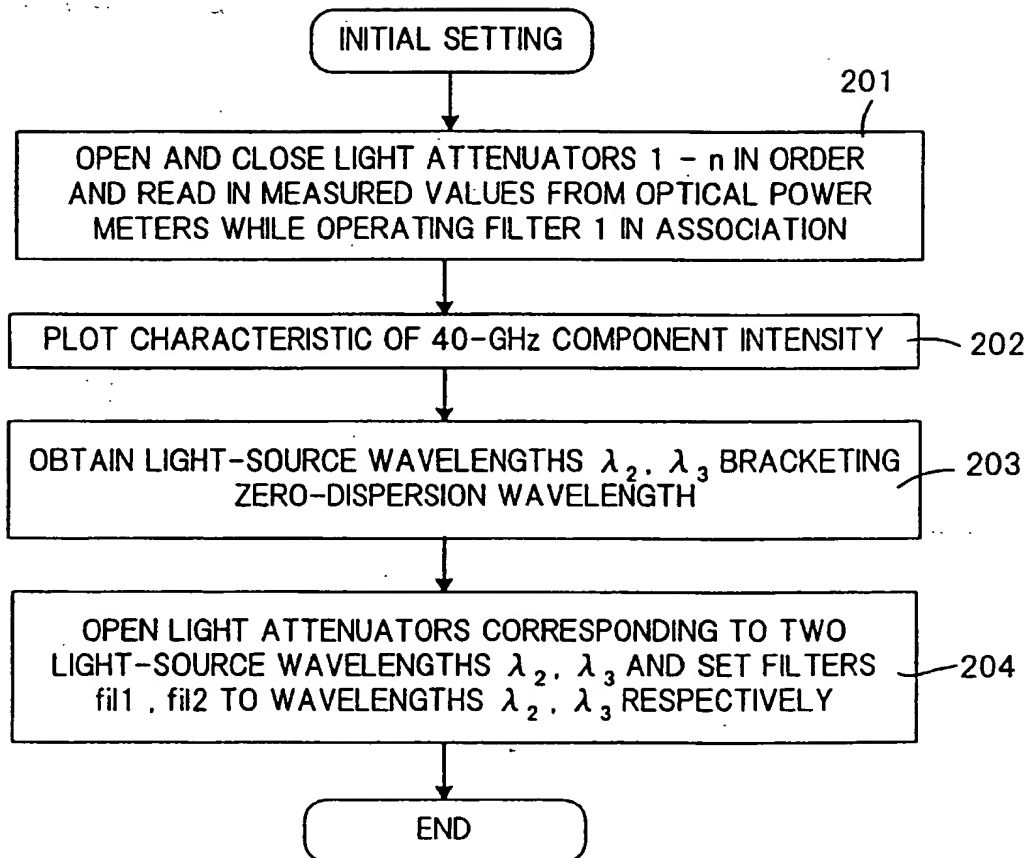 INITIAL SETTING
201
OPEN AND CLOSE LIGHT ATTENUATORS 1 - n IN ORDER
AND READ IN MEASURED VALUES FROM OPTICAL POWER
METERS WHILE OPERATING FILTER 1 IN ASSOCIATION
PLOT CHARACTERISTIC OF 40-GHz COMPONENT INTENSITY
202
OBTAIN LIGHT-SOURCE WAVELENGTHS λ₂, λ₃ BRACKETING
ZERO-DISPERSION WAVELENGTH
203
OPEN LIGHT ATTENUATORS CORRESPONDING TO TWO
LIGHT-SOURCE WAVELENGTHS λ₂, λ₃ AND SET FILTERS
fil1 , fil2 TO WAVELENGTHS λ₂, λ₃ RESPECTIVELY
204
END